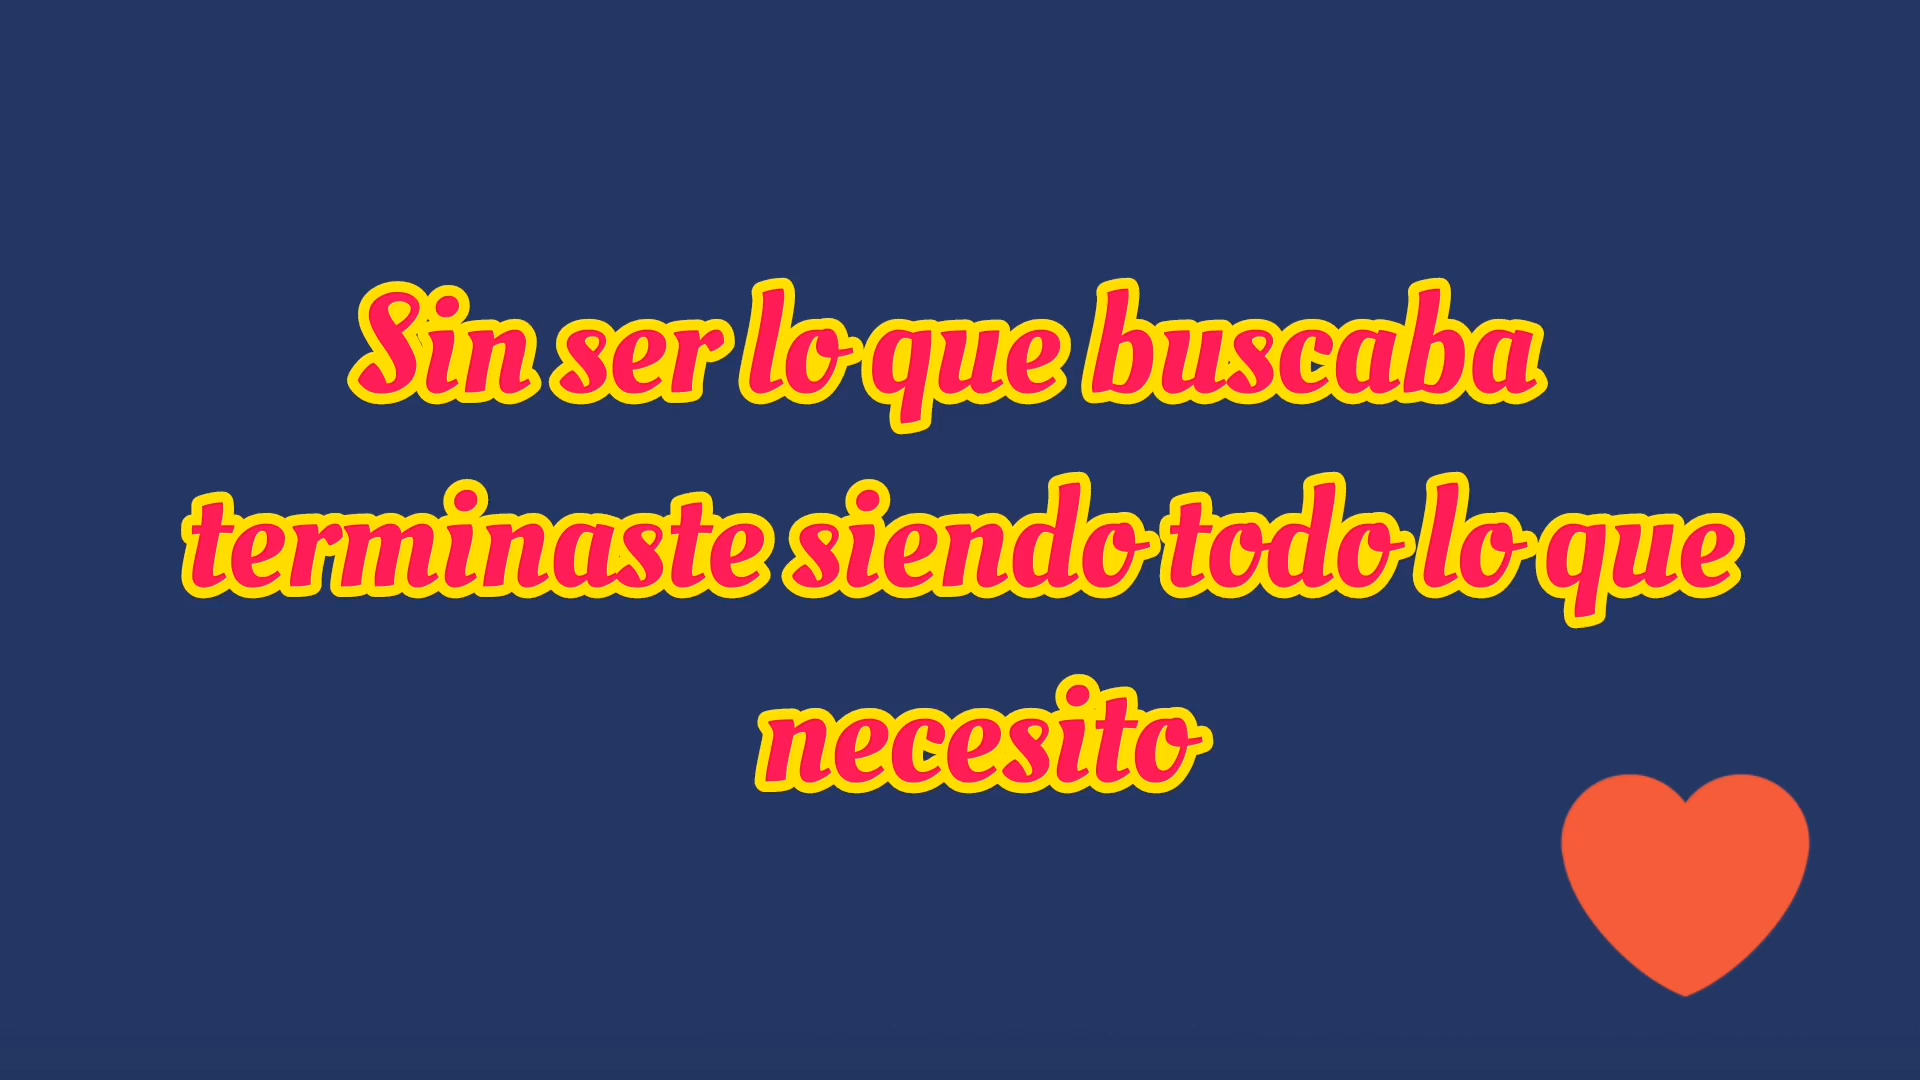 Sin ser lo que buscaba
terminaste siendo todo lo que
necesito